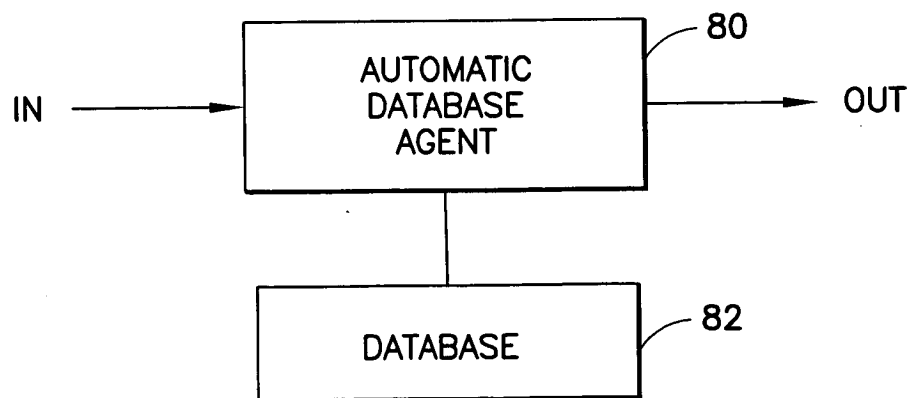 80
AUTOMATIC
DATABASE
AGENT
IN
OUT
82
DATABASE